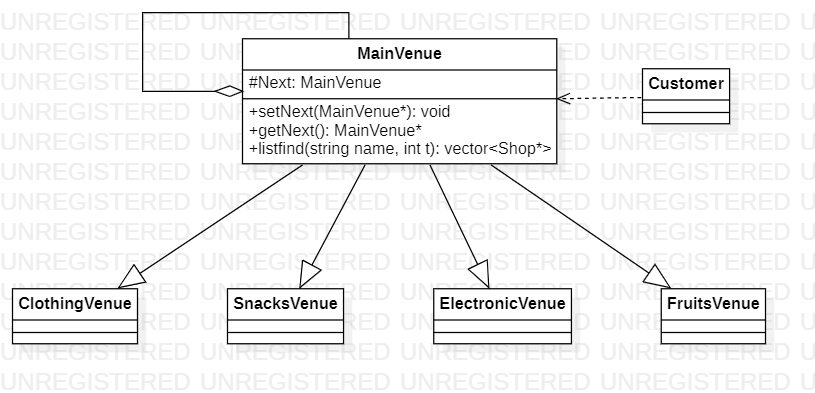 MainVenue
#Next: MainVenue
+setNext(MainVenue*): void
+getNext(): MainVenue*
+listfind(string name, int t): vector<Shop*>
Customer
ClothingVenue
SnacksVenue
ElectronicVenue
FruitsVenue
UNREGISTERED